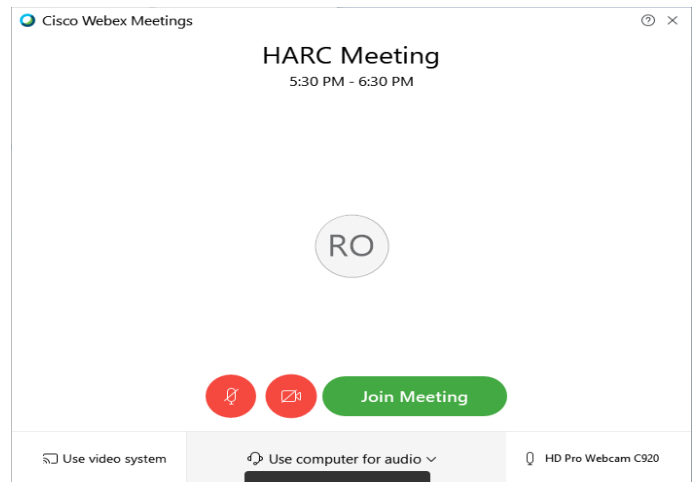 Cisco Webex Meetings
HARC Meeting
5:30 PM - 6:30 PM
RO
Join Meeting
Use video system
Use computer for audio
HD Pro Webcam C920